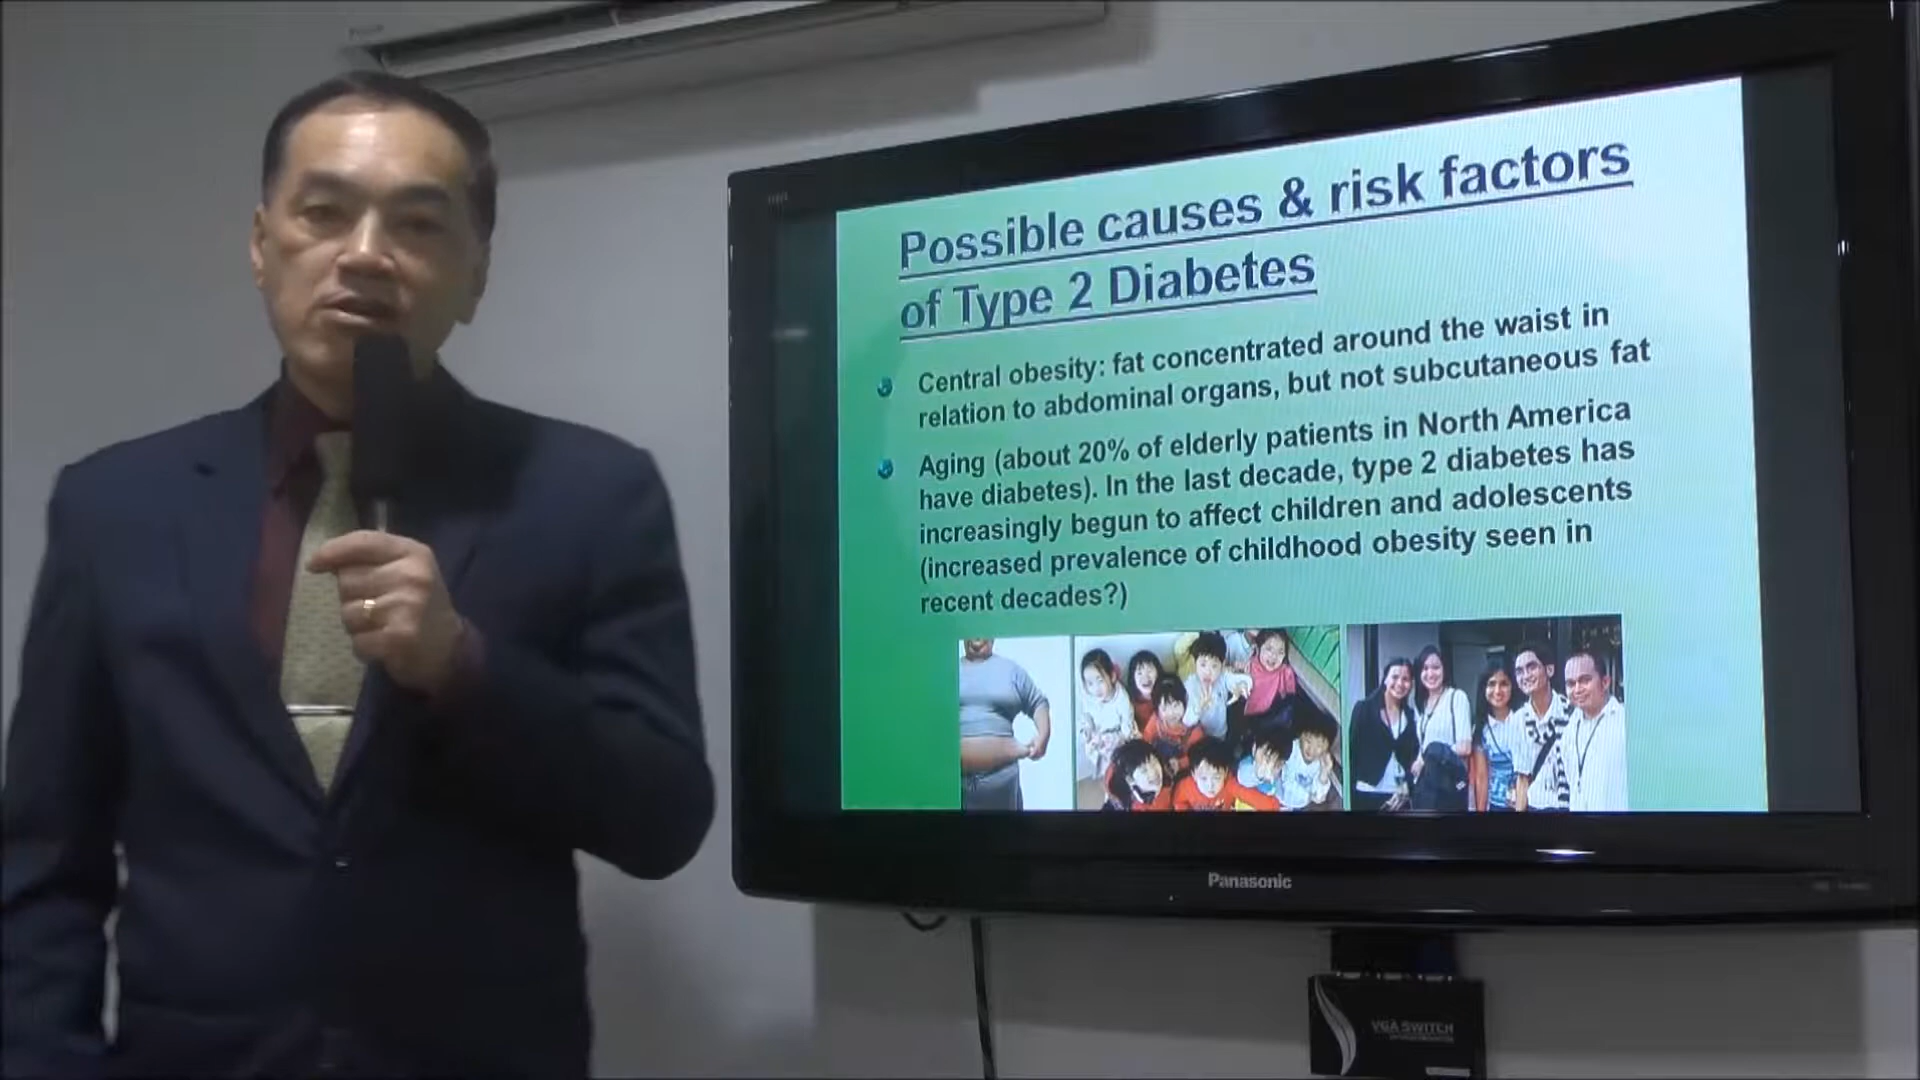 Possible causes & risk factors
of Type 2 Diabetes
Central obesity: fat concentrated around the waist in
relation to abdominal organs, but not subcutaneous fat
Aging (about 20% of elderly patients in North America
have diabetes). In the last decade, type 2 diabetes has
increasingly begun to affect children and adolescents
(increased prevalence of childhood obesity seen in
recent decades?)
Panasonic
VGA SWITCH